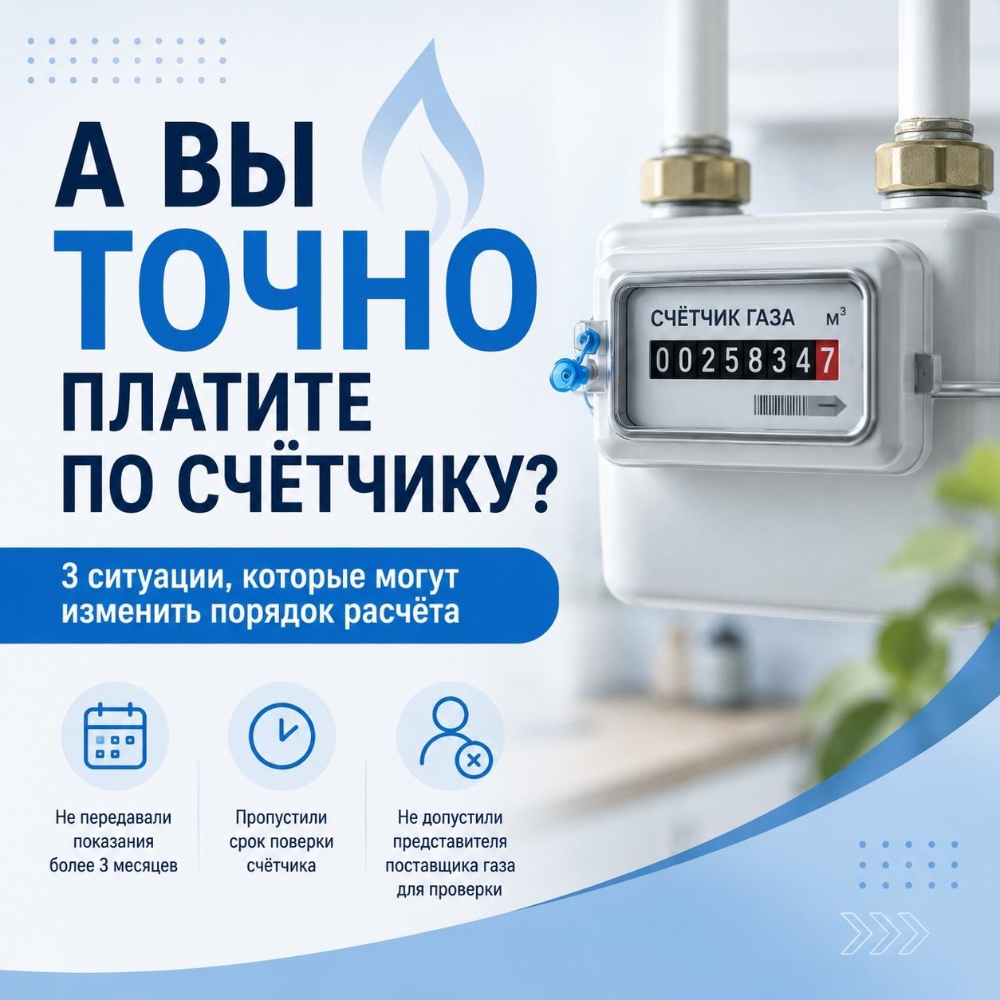 А ВЫ
ТОЧНО
ПЛАТИТЕ
ПО СЧЁТЧИКУ?
3 ситуации, которые могут
изменить порядок расчёта
Не передавали
показания
более 3 месяцев
Пропустили
срок поверки
счётчика
Не допустили
представителя
поставщика газа
для проверки
СЧЁТЧИК ГАЗА м³
00258347